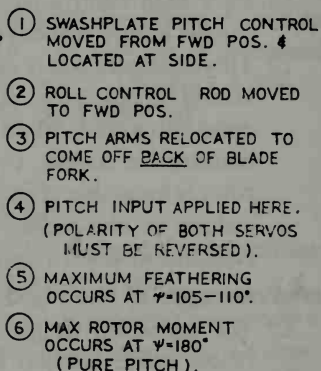 ① SWASHPLATE PITCH CONTROL
MOVED FROM FWD POS. &
LOCATED AT SIDE.
② ROLL CONTROL ROD MOVED
TO FWD POS.
③ PITCH ARMS RELOCATED TO
COME OFF BACK OF BLADE
FORK.
④ PITCH INPUT APPLIED HERE.
(POLARITY OF BOTH SERVOS
MUST BE REVERSED).
⑤ MAXIMUM FEATHERING
OCCURS AT Ψ=105-110°.
⑥ MAX ROTOR MOMENT
OCCURS AT Ψ=180°
(PURE PITCH).